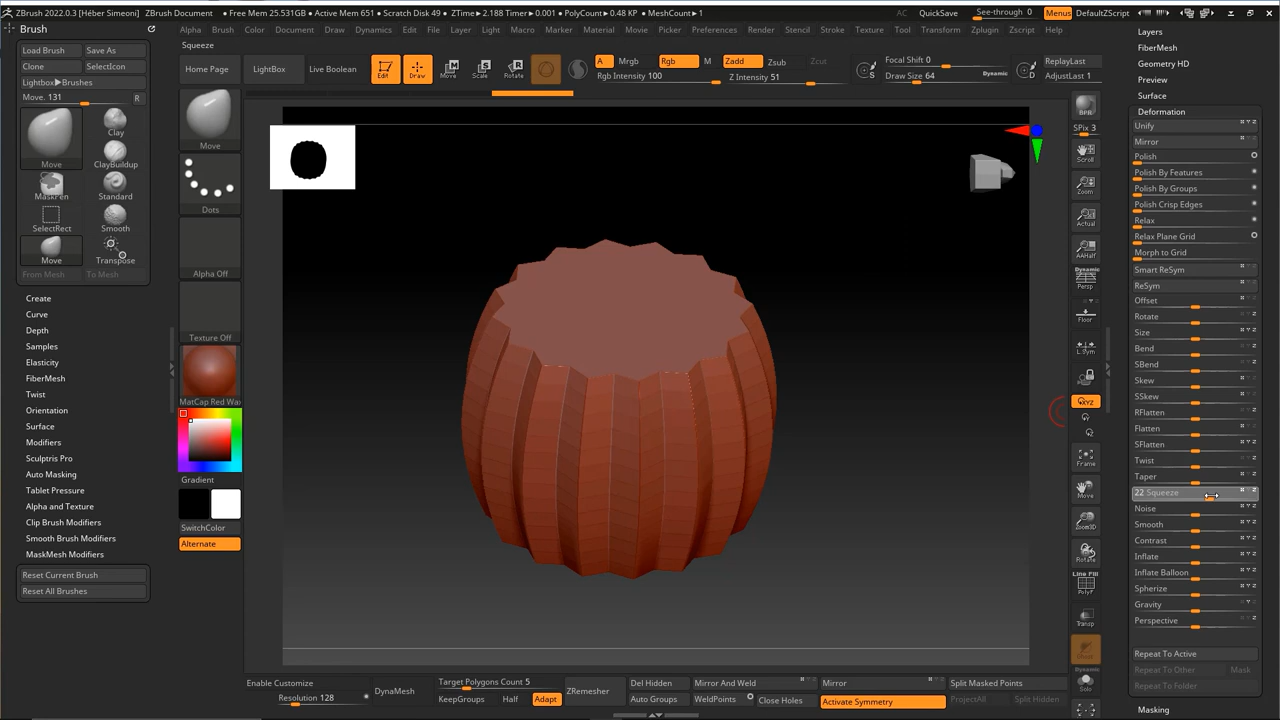 ZBrush 2022.0.3 [Héber Simeoni] ZBrush Document • Free Mem 25.531GB • Active Mem 651 • Scratch Disk 49 • ZTime▸2.188 Timer▸0.001 • PolyCount▸0.48 KP • MeshCount▸1 AC QuickSave See-through 0 Menus DefaultZScript
Brush
Alpha Brush Color Document Draw Dynamics Edit File Layer Light Macro Marker Material Movie Picker Preferences Render Stencil Stroke Texture Tool Transform Zplugin Zscript Help
Squeeze
Load Brush Save As
Clone SelectIcon
Lightbox▶Brushes
Move. 131 R
Move
Clay
ClayBuildup
MaskPen
Standard
SelectRect
Smooth
Move
Transpose
From Mesh To Mesh
Create
Curve
Depth
Samples
Elasticity
FiberMesh
Twist
Orientation
Surface
Modifiers
Sculptris Pro
Auto Masking
Tablet Pressure
Alpha and Texture
Clip Brush Modifiers
Smooth Brush Modifiers
MaskMesh Modifiers
Reset Current Brush
Reset All Brushes
Home Page LightBox Live Boolean
Edit Draw Move Scale Rotate
A Mrgb Rgb M Zadd Zsub Zcut
Rgb Intensity 100 Z Intensity 51
Focal Shift 0
Draw Size 64 Dynamic
S D
ReplayLast
AdjustLast 1
Move
Dots
Alpha Off
Texture Off
MatCap Red Wax
Gradient
SwitchColor
Alternate
BPR
SPix 3
Scroll
Zoom
Actual
AAHalf
Dynamic
Persp
Floor
L.Sym
XYZ
Frame
Move
Zoom3D
Rotate
Line Fill
PolyF
Transp
Dynamic
Solo
Layers
FiberMesh
Geometry HD
Preview
Surface
Deformation
Unify
Mirror
Polish
Polish By Features
Polish By Groups
Polish Crisp Edges
Relax
Relax Plane Grid
Morph to Grid
Smart ReSym
ReSym
Offset
Rotate
Size
Bend
SBend
Skew
SSkew
RFlatten
Flatten
SFlatten
Twist
Taper
22 Squeeze
Noise
Smooth
Contrast
Inflate
Inflate Balloon
Spherize
Gravity
Perspective
Repeat To Active
Repeat To Other Mask
Repeat To Folder
Masking
Enable Customize
Resolution 128
DynaMesh
Target Polygons Count 5
KeepGroups Half Adapt
ZRemesher
Del Hidden Mirror And Weld Mirror Split Masked Points
Auto Groups WeldPoints Close Holes Activate Symmetry ProjectAll Split Hidden